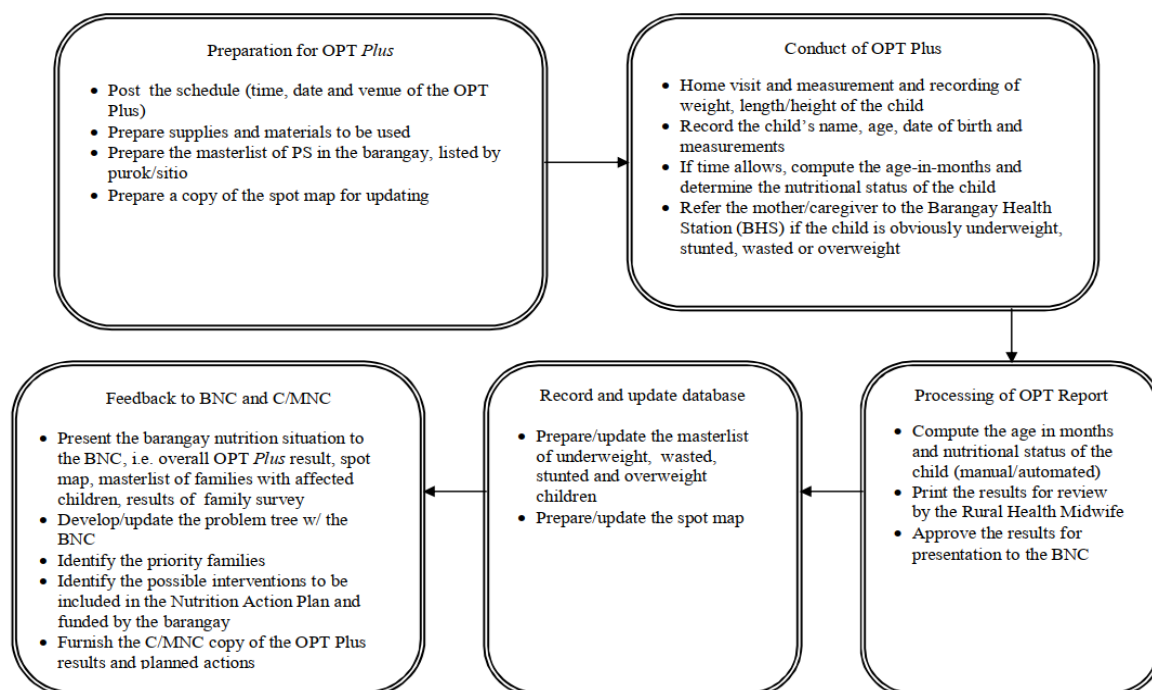 Preparation for OPT Plus
• Post the schedule (time, date and venue of the OPT
Plus)
• Prepare supplies and materials to be used
• Prepare the masterlist of PS in the barangay, listed by
purok/sitio
• Prepare a copy of the spot map for updating
Conduct of OPT Plus
• Home visit and measurement and recording of
weight, length/height of the child
• Record the child's name, age, date of birth and
measurements
• If time allows, compute the age-in-months and
determine the nutritional status of the child
• Refer the mother/caregiver to the Barangay Health
Station (BHS) if the child is obviously underweight,
stunted, wasted or overweight
Processing of OPT Report
• Compute the age in months
and nutritional status of the
child (manual/automated)
• Print the results for review
by the Rural Health Midwife
• Approve the results for
presentation to the BNC
Record and update database
• Prepare/update the masterlist
of underweight, wasted,
stunted and overweight
children
• Prepare/update the spot map
Feedback to BNC and C/MNC
• Present the barangay nutrition situation to
the BNC, i.e. overall OPT Plus result, spot
map, masterlist of families with affected
children, results of family survey
• Develop/update the problem tree w/ the
BNC
• Identify the priority families
• Identify the possible interventions to be
included in the Nutrition Action Plan and
funded by the barangay
• Furnish the C/MNC copy of the OPT Plus
results and planned actions